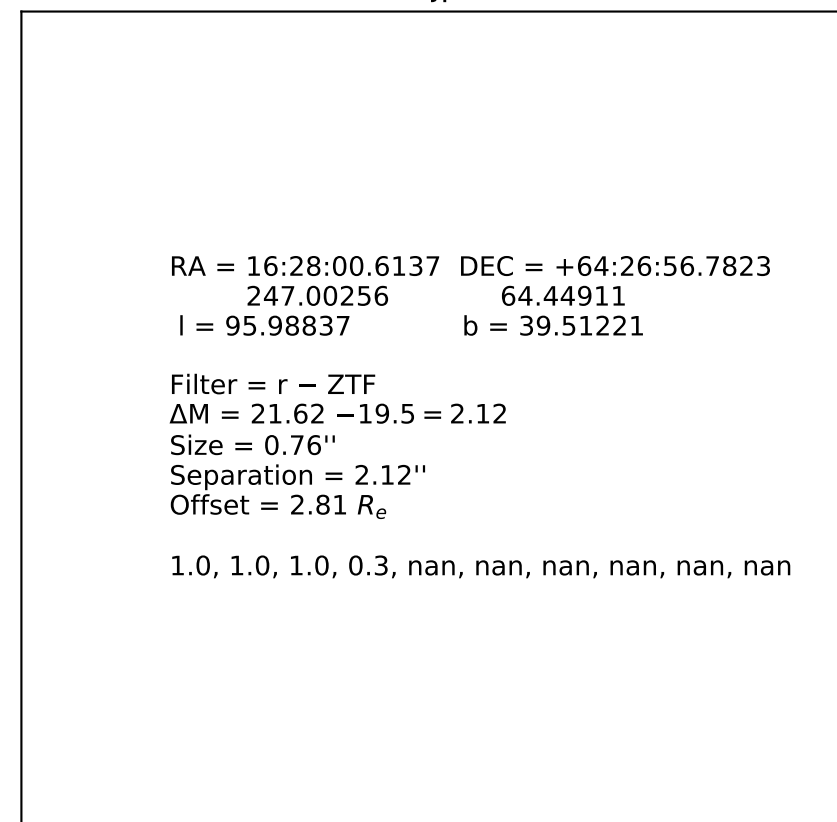 RA = 16:28:00.6137 DEC = +64:26:56.7823
247.00256 64.44911
l = 95.98837 b = 39.51221
Filter = r − ZTF
ΔM = 21.62 −19.5 = 2.12
Size = 0.76''
Separation = 2.12''
Offset = 2.81 Re
1.0, 1.0, 1.0, 0.3, nan, nan, nan, nan, nan, nan